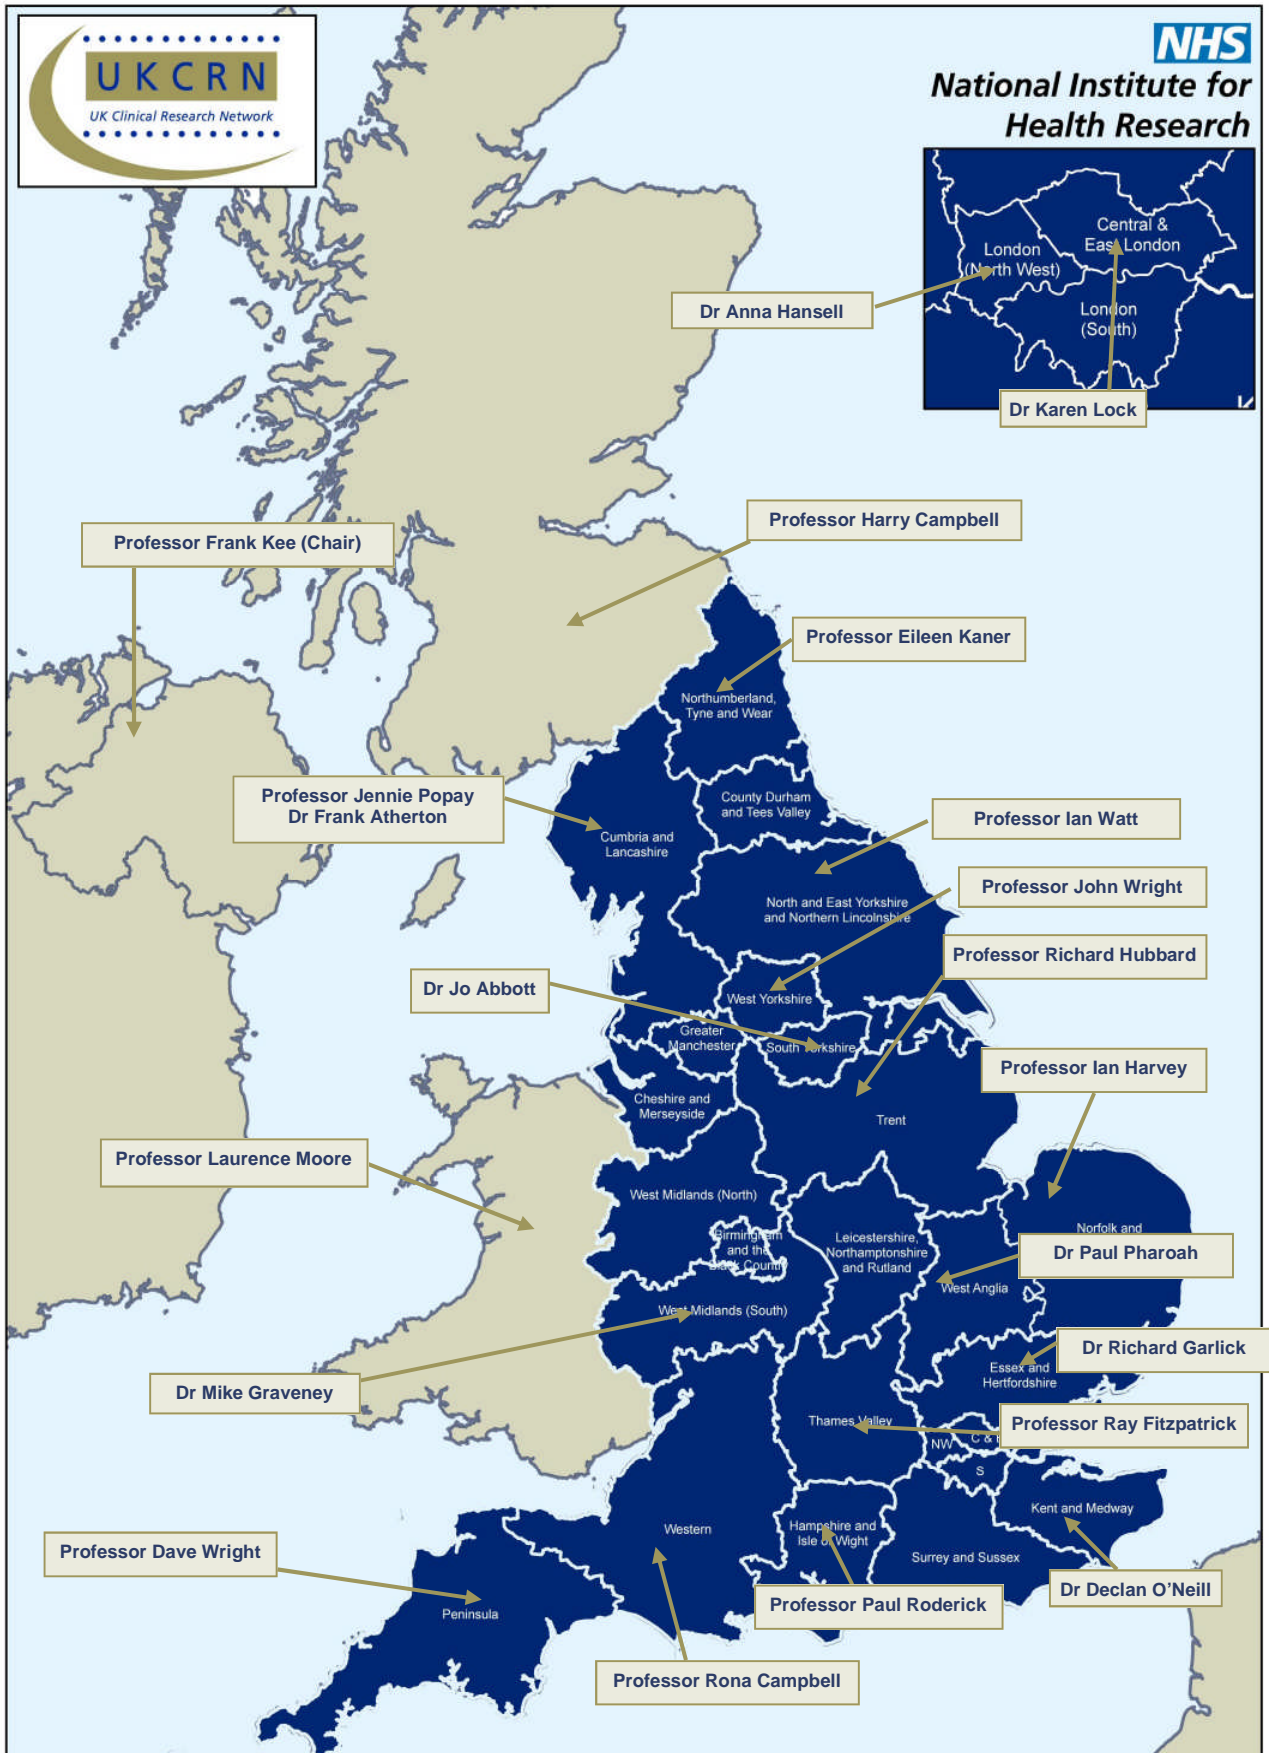 UKCRN
UK Clinical Research Network
NHS
National Institute for
Health Research
Central &
East London
London
(North West)
London
(South)
Dr Anna Hansell
Dr Karen Lock
Professor Harry Campbell
Professor Frank Kee (Chair)
Professor Eileen Kaner
Northumberland,
Tyne and Wear
Professor Jennie Popay
Dr Frank Atherton
County Durham
and Tees Valley
Professor Ian Watt
Cumbria and
Lancashire
Professor John Wright
North and East Yorkshire
and Northern Lincolnshire
Professor Richard Hubbard
Dr Jo Abbott
West Yorkshire
Greater
Manchester
South Yorkshire
Professor Ian Harvey
Cheshire and
Merseyside
Trent
Professor Laurence Moore
West Midlands (North)
Birmingham
and the
Black Country
Leicestershire,
Northamptonshire
and Rutland
Norfolk and
Dr Paul Pharoah
West Anglia
West Midlands (South)
Dr Richard Garlick
Essex and
Hertfordshire
Dr Mike Graveney
Thames Valley
Professor Ray Fitzpatrick
NW
C &
S
Kent and Medway
Western
Hampshire and
Isle of Wight
Surrey and Sussex
Professor Dave Wright
Dr Declan O’Neill
Professor Paul Roderick
Peninsula
Professor Rona Campbell